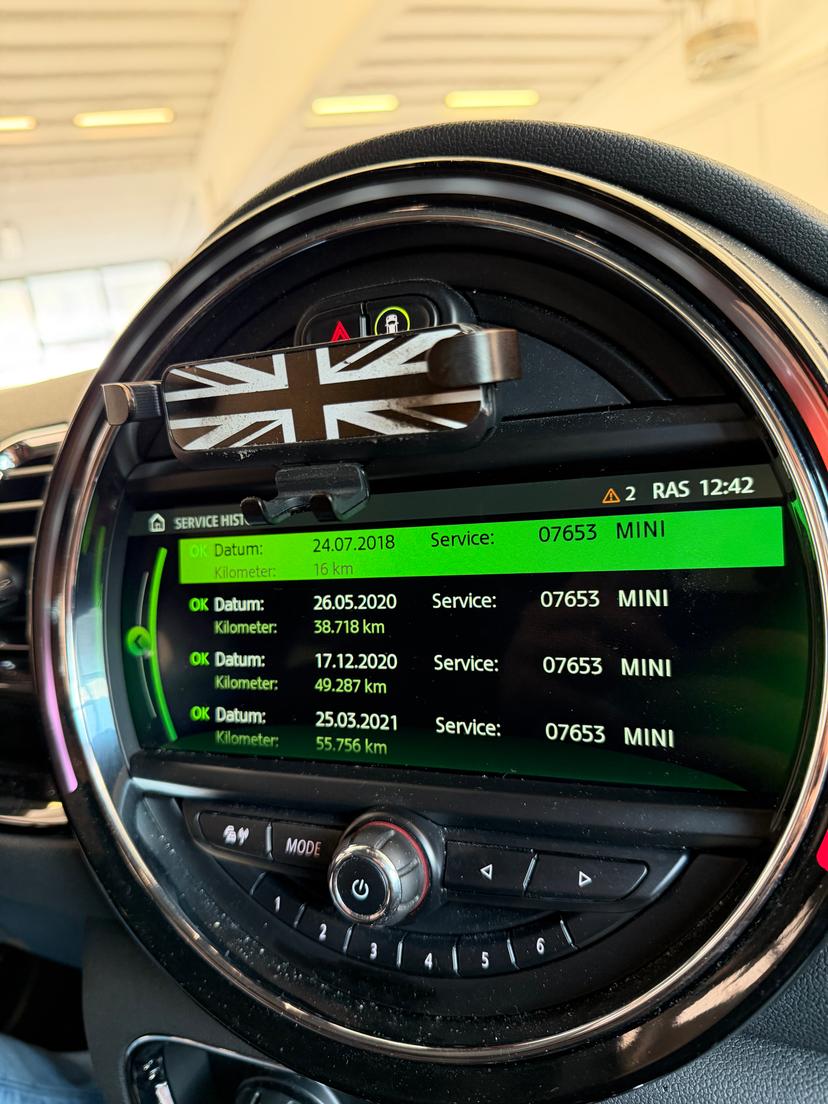 2 RAS 12:42
SERVICE HIST
OK Datum: 24.07.2018 Service: 07653 MINI
Kilometer: 16 km
OK Datum: 26.05.2020 Service: 07653 MINI
Kilometer: 38.718 km
OK Datum: 17.12.2020 Service: 07653 MINI
Kilometer: 49.287 km
OK Datum: 25.03.2021 Service: 07653 MINI
Kilometer: 55.756 km
MODE
1 2 3 4 5 6